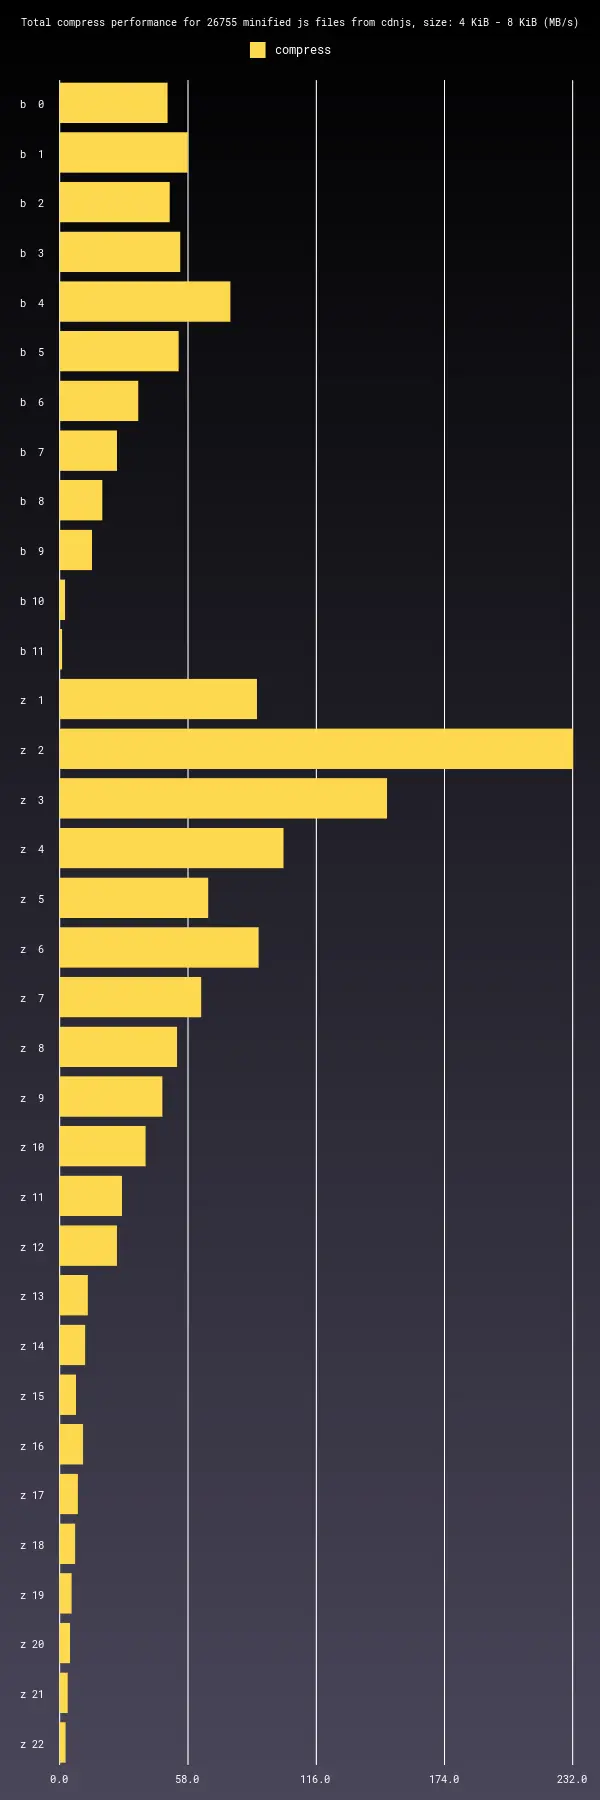 Total compress performance for 26755 minified js files from cdnjs, size: 4 KiB - 8 KiB (MB/s)
compress
b 0
b 1
b 2
b 3
b 4
b 5
b 6
b 7
b 8
b 9
b 10
b 11
z 1
z 2
z 3
z 4
z 5
z 6
z 7
z 8
z 9
z 10
z 11
z 12
z 13
z 14
z 15
z 16
z 17
z 18
z 19
z 20
z 21
z 22
0.0 58.0 116.0 174.0 232.0